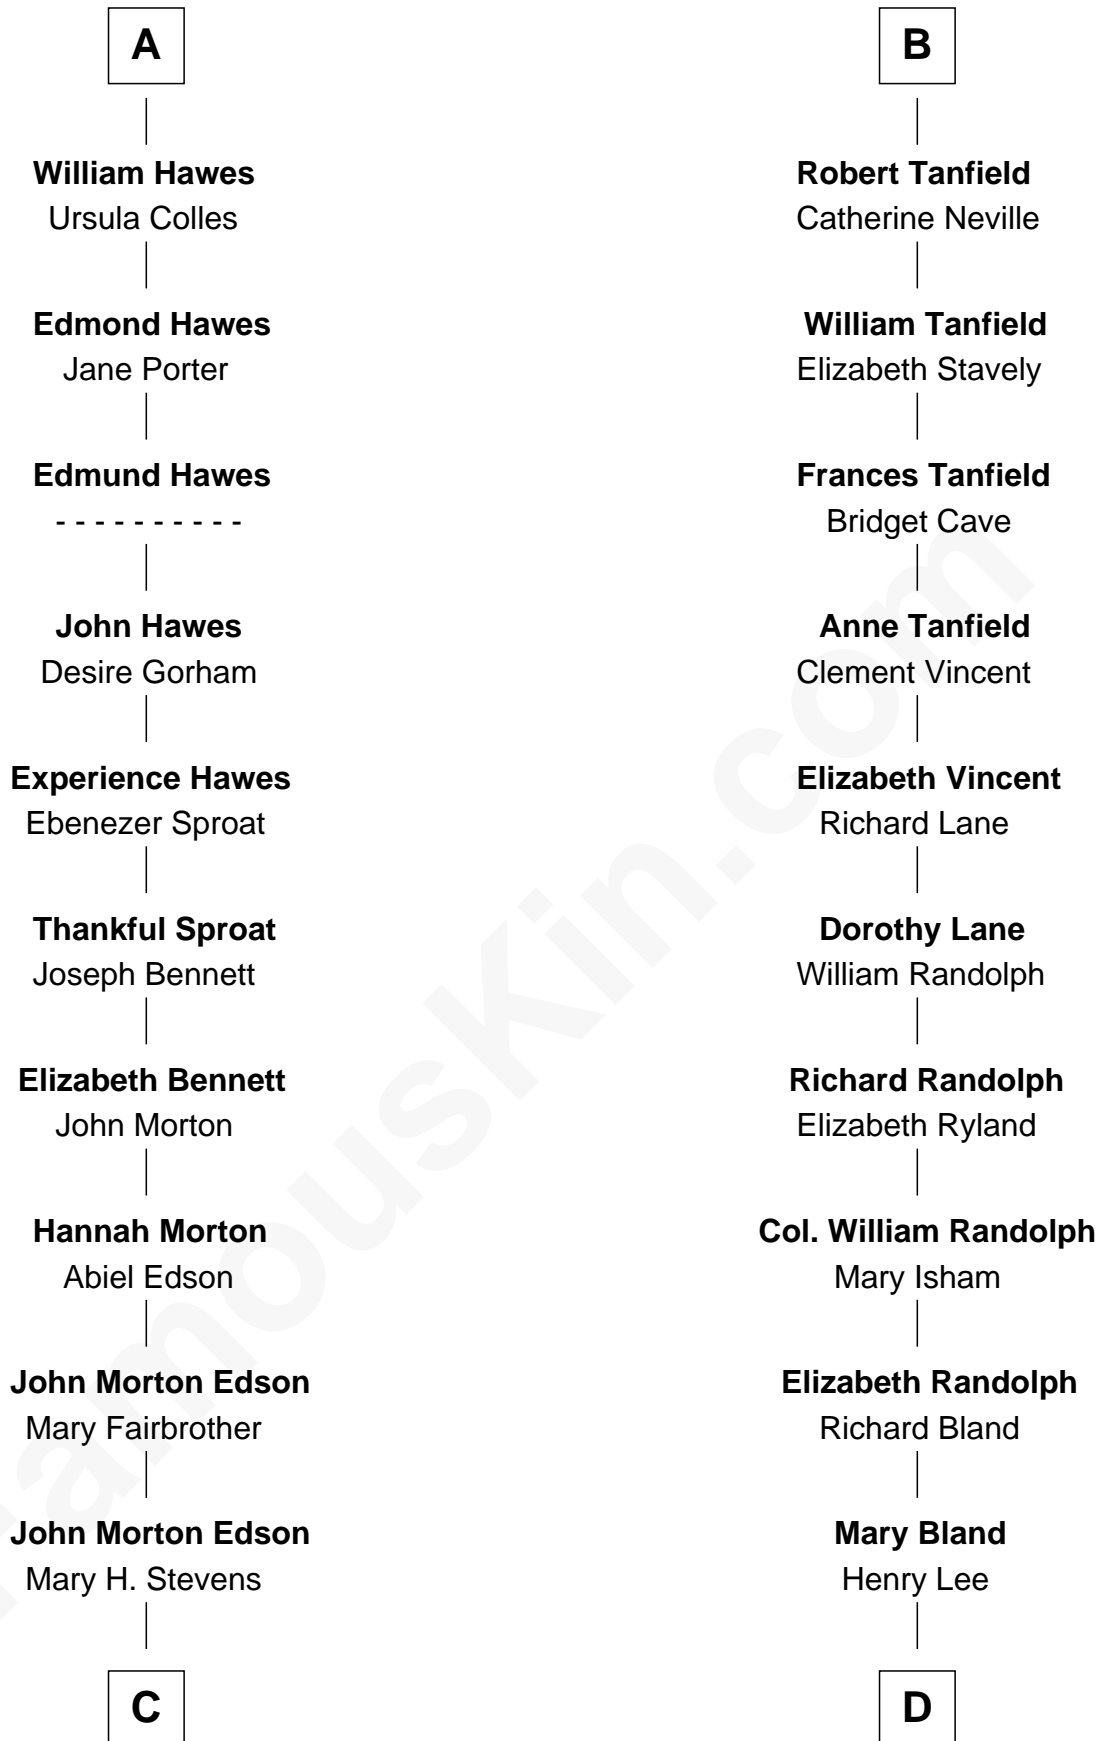 A
William Hawes
Ursula Colles
Edmond Hawes
Jane Porter
Edmund Hawes
- - - - - - - - - -
John Hawes
Desire Gorham
Experience Hawes
Ebenezer Sproat
Thankful Sproat
Joseph Bennett
Elizabeth Bennett
John Morton
Hannah Morton
Abiel Edson
John Morton Edson
Mary Fairbrother
John Morton Edson
Mary H. Stevens
C
B
Robert Tanfield
Catherine Neville
William Tanfield
Elizabeth Stavely
Frances Tanfield
Bridget Cave
Anne Tanfield
Clement Vincent
Elizabeth Vincent
Richard Lane
Dorothy Lane
William Randolph
Richard Randolph
Elizabeth Ryland
Col. William Randolph
Mary Isham
Elizabeth Randolph
Richard Bland
Mary Bland
Henry Lee
D
FamousKin.com